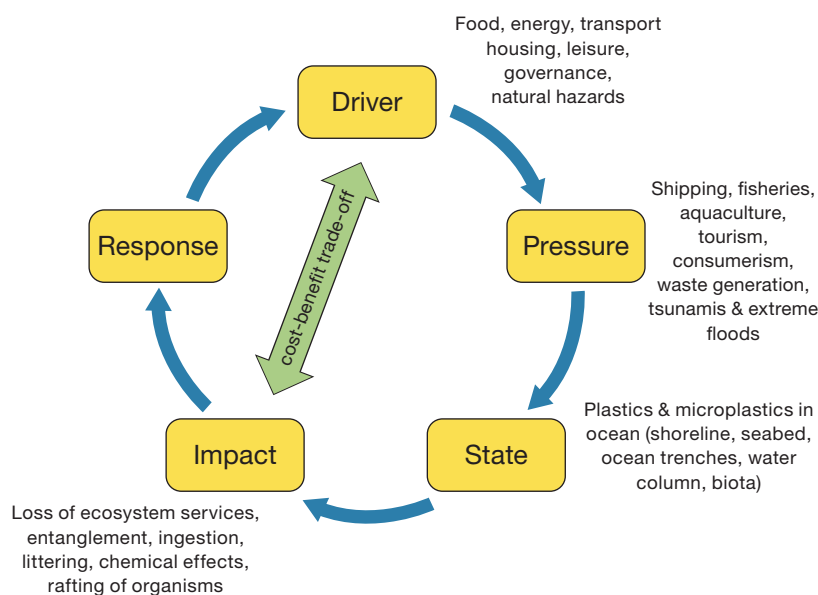 Food, energy, transport
housing, leisure,
governance,
natural hazards
Driver
Response
cost-benefit trade-off
Pressure
Shipping, fisheries,
aquaculture,
tourism,
consumerism,
waste generation,
tsunamis & extreme
floods
Impact
State
Plastics & microplastics in
ocean (shoreline, seabed,
ocean trenches, water
column, biota)
Loss of ecosystem services,
entanglement, ingestion,
littering, chemical effects,
rafting of organisms